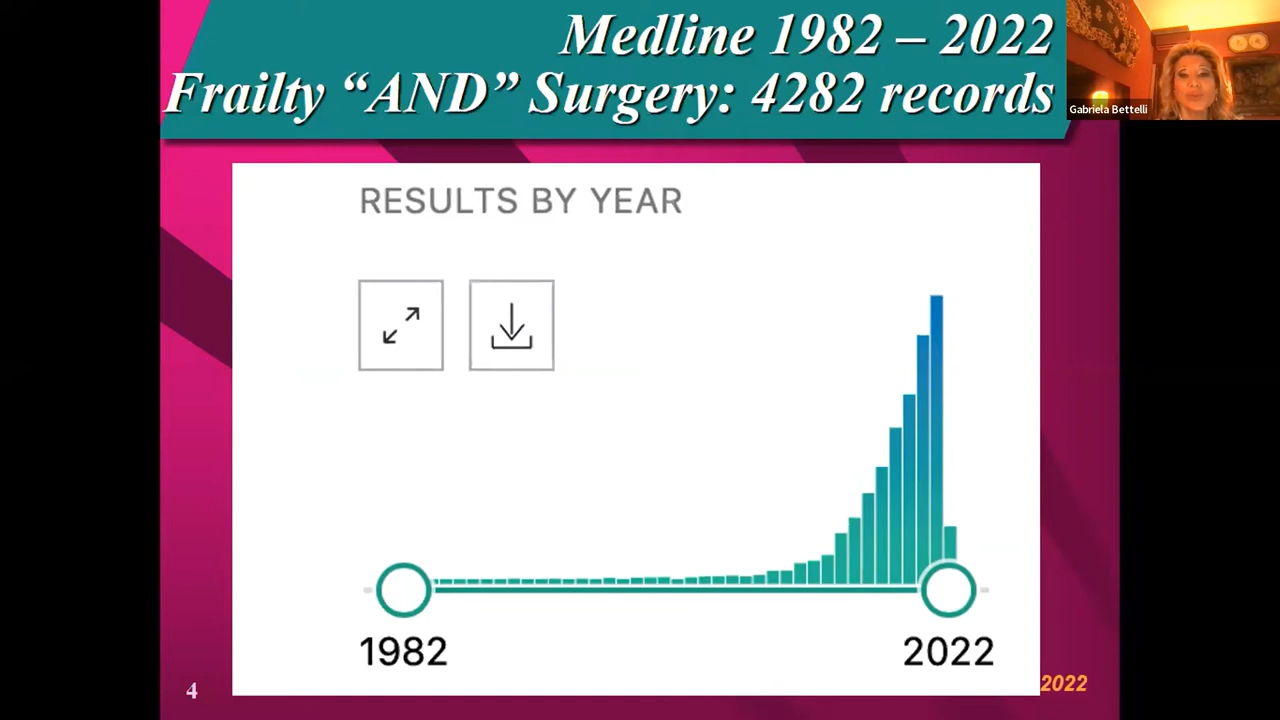 Medline 1982 – 2022
Frailty “AND” Surgery: 4282 records
Gabriela Bettelli
RESULTS BY YEAR
1982
2022
4
2022